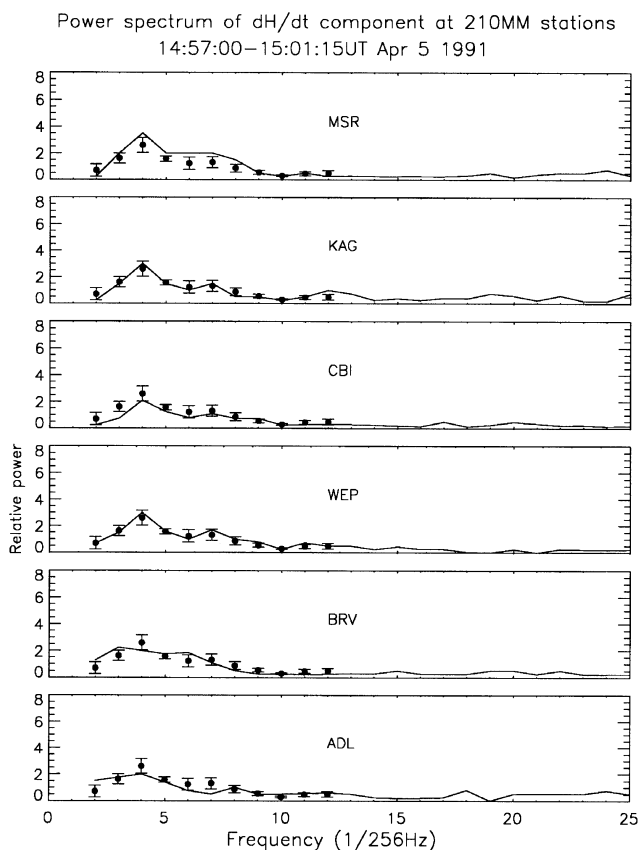 Power spectrum of dH/dt component at 210MM stations
14:57:00-15:01:15UT Apr 5 1991
8
6
4
2
0
MSR
8
6
4
2
0
KAG
8
6
4
2
0
CBI
8
6
4
2
0
WEP
Relative power
8
6
4
2
0
BRV
8
6
4
2
0
ADL
0 5 10 15 20 25
Frequency (1/256Hz)